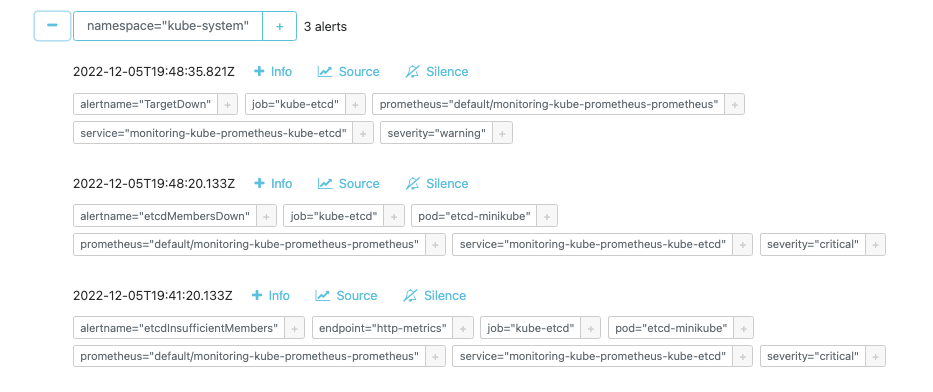 − namespace="kube-system" + 3 alerts
2022-12-05T19:48:35.821Z + Info Source Silence
alertname="TargetDown" + job="kube-etcd" + prometheus="default/monitoring-kube-prometheus-prometheus" +
service="monitoring-kube-prometheus-kube-etcd" + severity="warning" +
2022-12-05T19:48:20.133Z + Info Source Silence
alertname="etcdMembersDown" + job="kube-etcd" + pod="etcd-minikube" +
prometheus="default/monitoring-kube-prometheus-prometheus" + service="monitoring-kube-prometheus-kube-etcd" + severity="critical" +
2022-12-05T19:41:20.133Z + Info Source Silence
alertname="etcdInsufficientMembers" + endpoint="http-metrics" + job="kube-etcd" + pod="etcd-minikube" +
prometheus="default/monitoring-kube-prometheus-prometheus" + service="monitoring-kube-prometheus-kube-etcd" + severity="critical" +